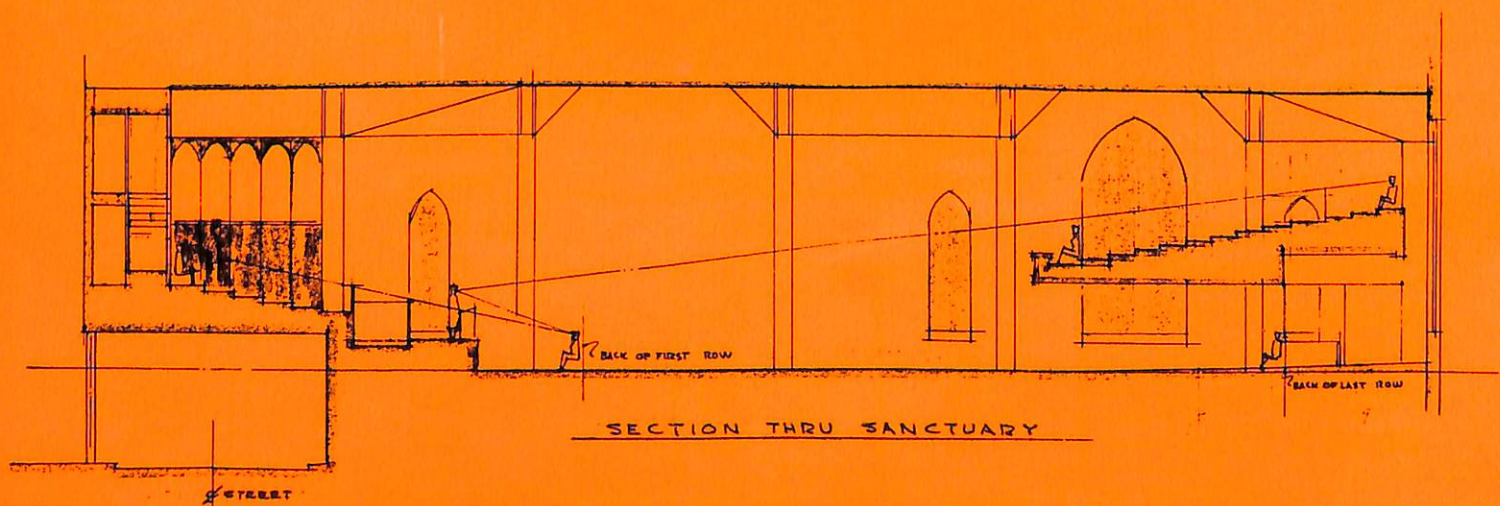 BACK OF FIRST ROW
BACK OF LAST ROW
SECTION THRU SANCTUARY
℄ STREET